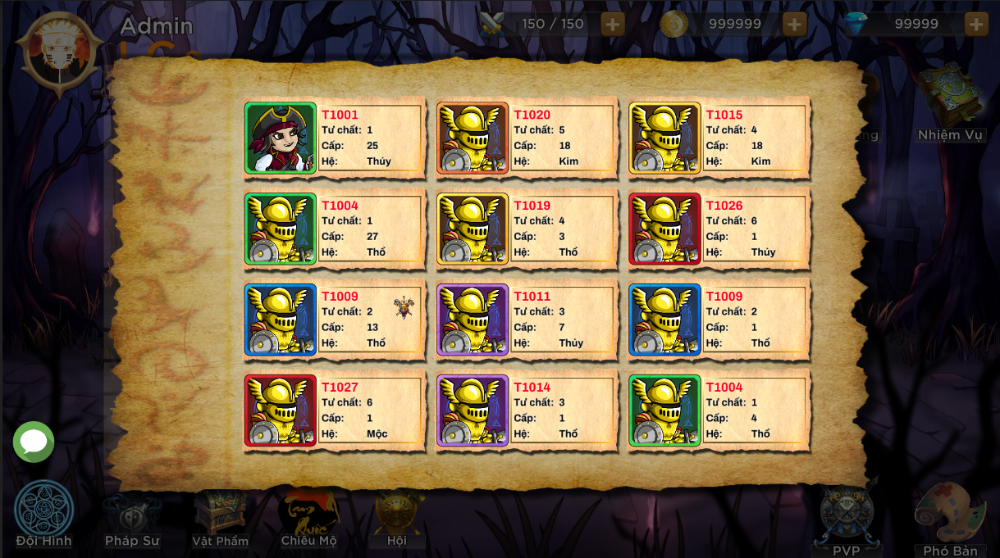 Admin
150 / 150
999999
99999
T1001
Tư chất: 1
Cấp: 25
Hệ: Thủy
T1020
Tư chất: 5
Cấp: 18
Hệ: Kim
T1015
Tư chất: 4
Cấp: 18
Hệ: Kim
T1004
Tư chất: 1
Cấp: 27
Hệ: Thổ
T1019
Tư chất: 4
Cấp: 3
Hệ: Thổ
T1026
Tư chất: 6
Cấp: 1
Hệ: Thủy
T1009
Tư chất: 2
Cấp: 13
Hệ: Thổ
T1011
Tư chất: 3
Cấp: 7
Hệ: Thủy
T1009
Tư chất: 2
Cấp: 1
Hệ: Thổ
T1027
Tư chất: 6
Cấp: 1
Hệ: Mộc
T1014
Tư chất: 3
Cấp: 1
Hệ: Thổ
T1004
Tư chất: 1
Cấp: 4
Hệ: Thổ
Nhiệm Vụ
Đội Hình
Pháp Sư
Vật Phẩm
Chiêu Mộ
Hội
PVP
Phó Bản